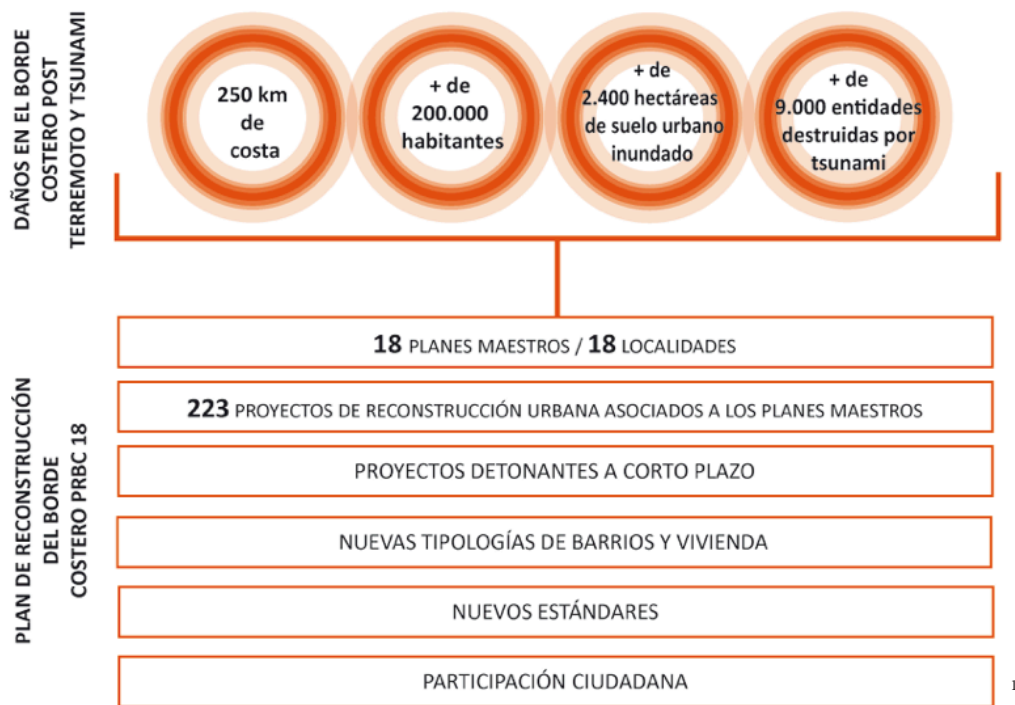 DAÑOS EN EL BORDE
COSTERO POST
TERREMOTO Y TSUNAMI
250 km
de
costa
+ de
200.000
habitantes
+ de
2.400 hectáreas
de suelo urbano
inundado
+ de
9.000 entidades
destruidas por
tsunami
PLAN DE RECONSTRUCCIÓN
DEL BORDE
COSTERO PRBC 18
18 PLANES MAESTRO / 18 LOCALIDADES
223 PROYECTOS DE RECONSTRUCCIÓN URBANA ASOCIADOS A LOS PLANES MAESTROS
PROYECTOS DETONANTES A CORTO PLAZO
NUEVAS TIPOLOGÍAS DE BARRIOS Y VIVIENDA
NUEVOS ESTÁNDARES
PARTICIPACIÓN CIUDADANA